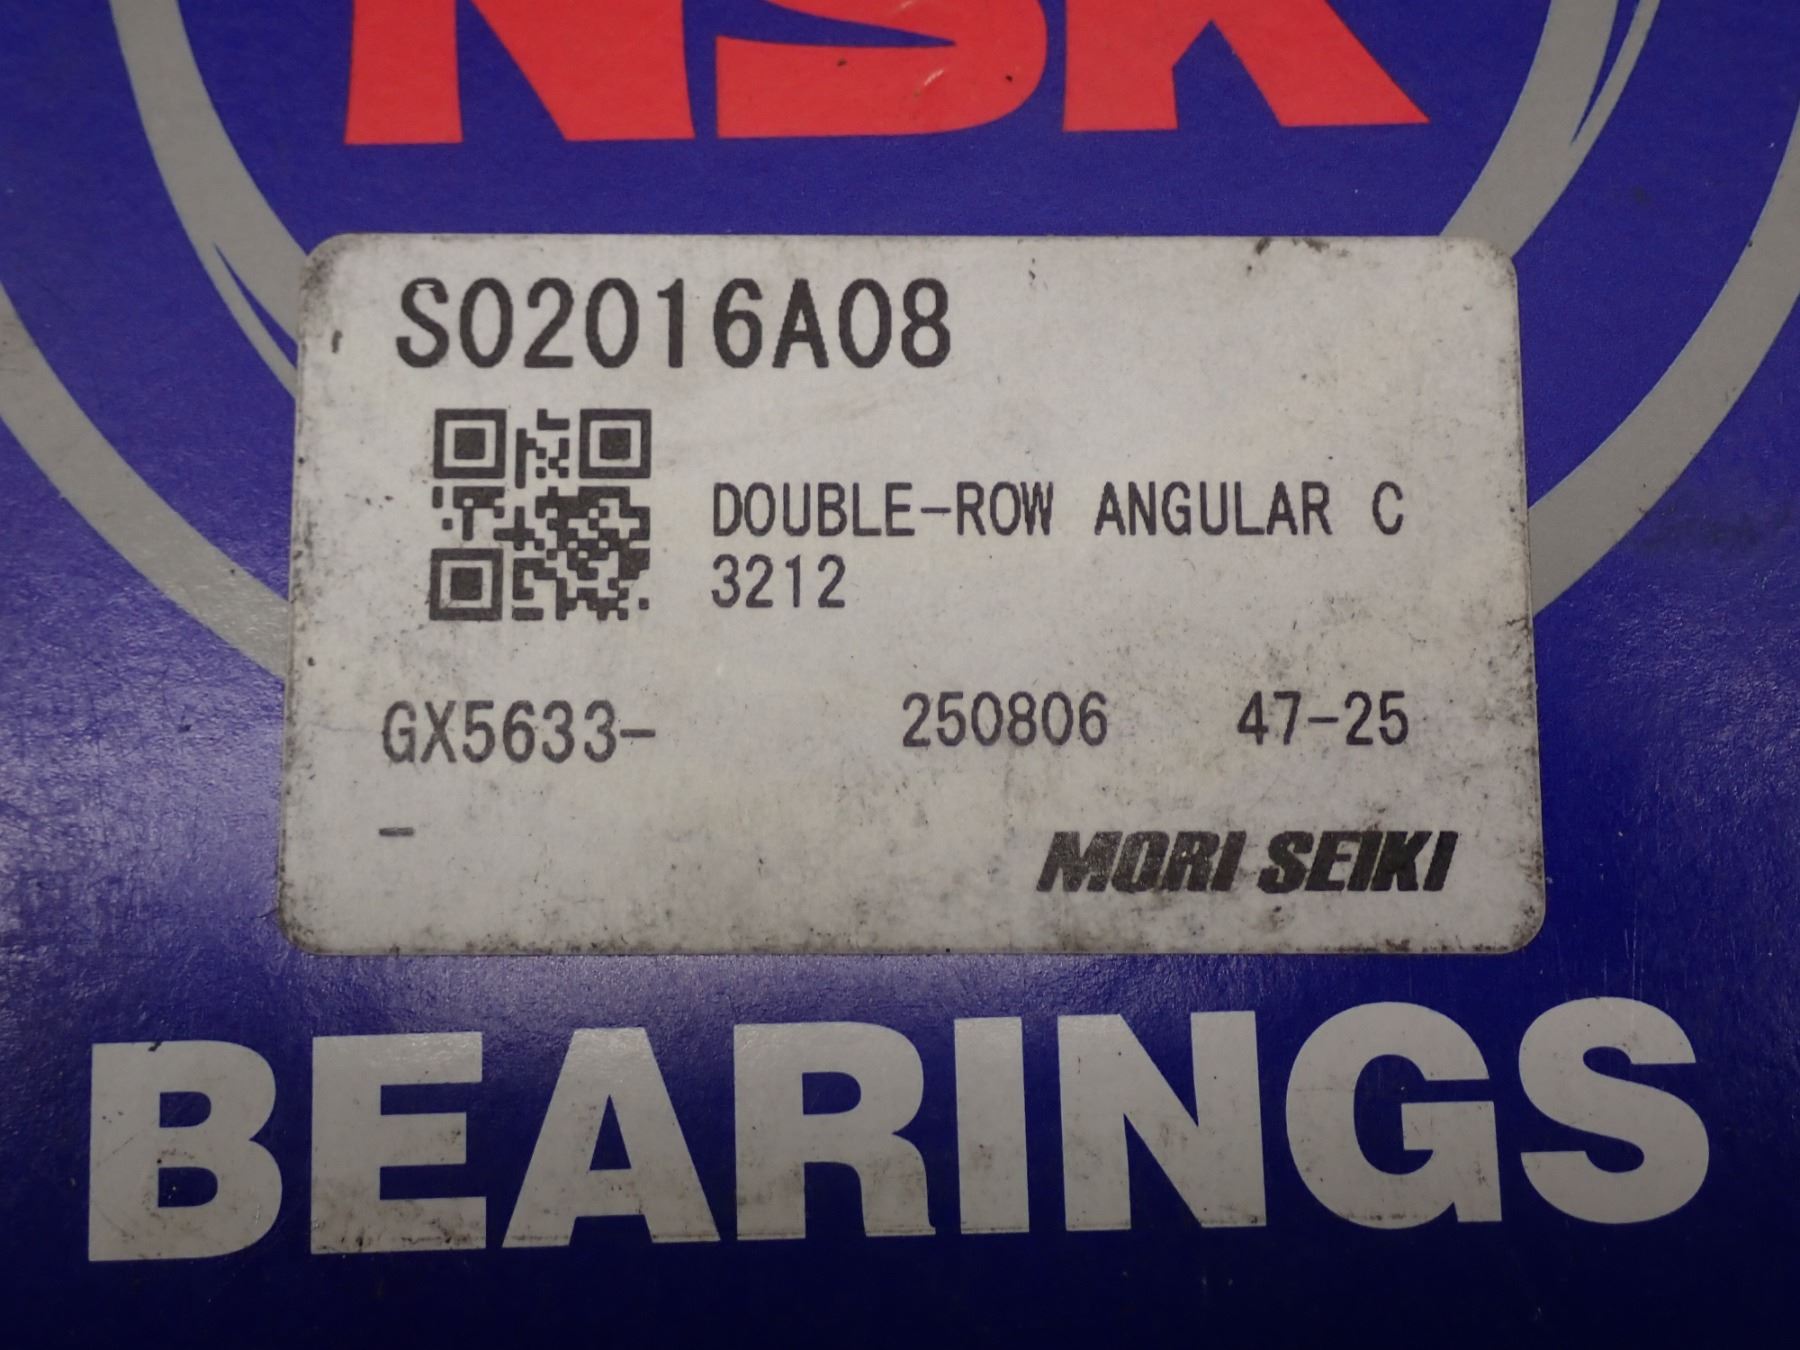 NSK
S02016A08
DOUBLE-ROW ANGULAR C
3212
GX5633- 250806 47-25
-
MORI SEIKI
BEARINGS